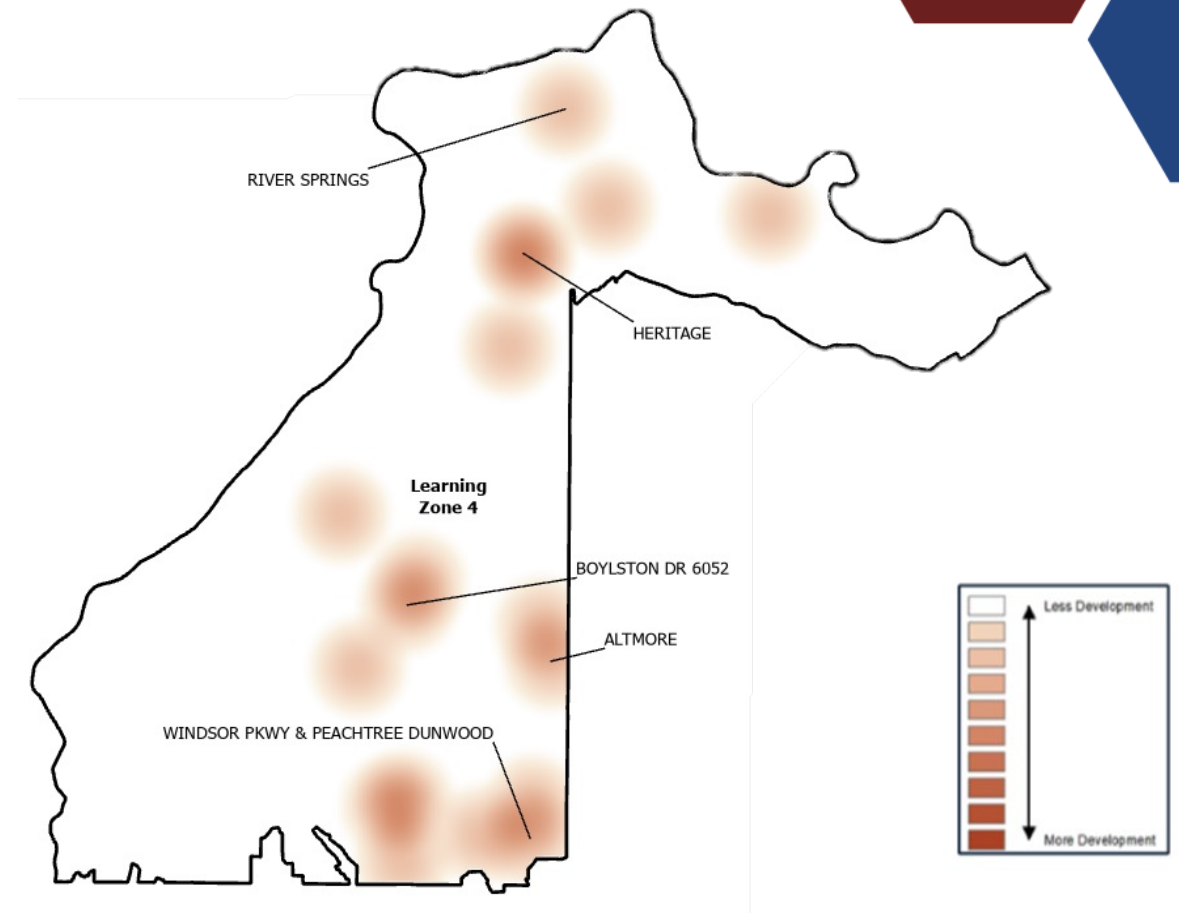 RIVER SPRINGS
HERITAGE
Learning
Zone 4
BOYLSTON DR 6052
ALTMORE
WINDSOR PKWY & PEACHTREE DUNWOOD
Less Development
More Development